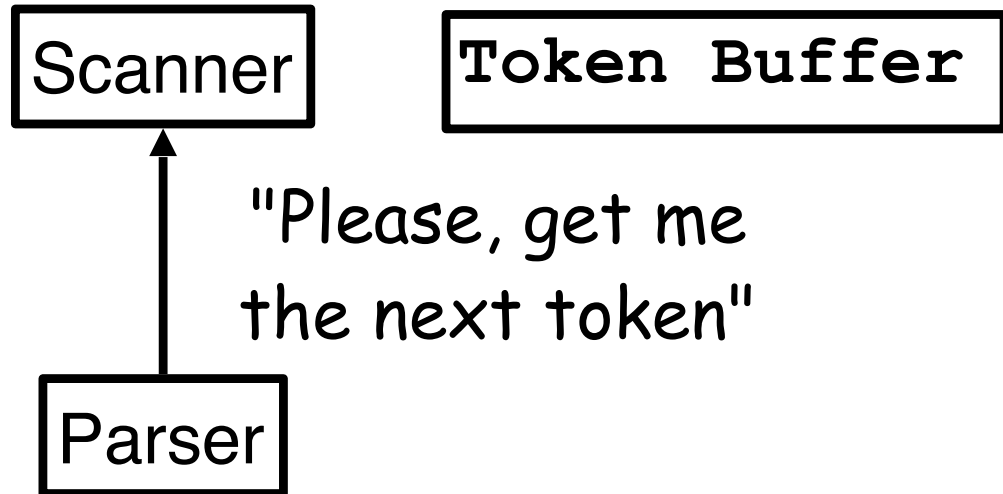 Scanner
Token Buffer
"Please, get me
the next token"
Parser